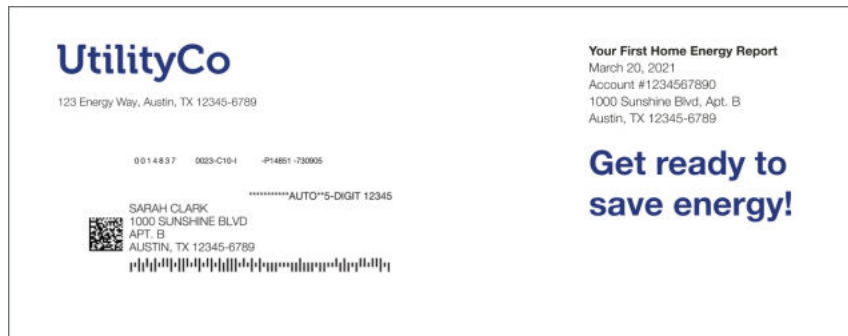 UtilityCo
123 Energy Way, Austin, TX 12345-6789
Your First Home Energy Report
March 20, 2021
Account #1234567890
1000 Sunshine Blvd, Apt. B
Austin, TX 12345-6789
Get ready to
save energy!
0014837 0023-C10-I -P14851 -730905
***********AUTO**5-DIGIT 12345
SARAH CLARK
1000 SUNSHINE BLVD
APT. B
AUSTIN, TX 12345-6789